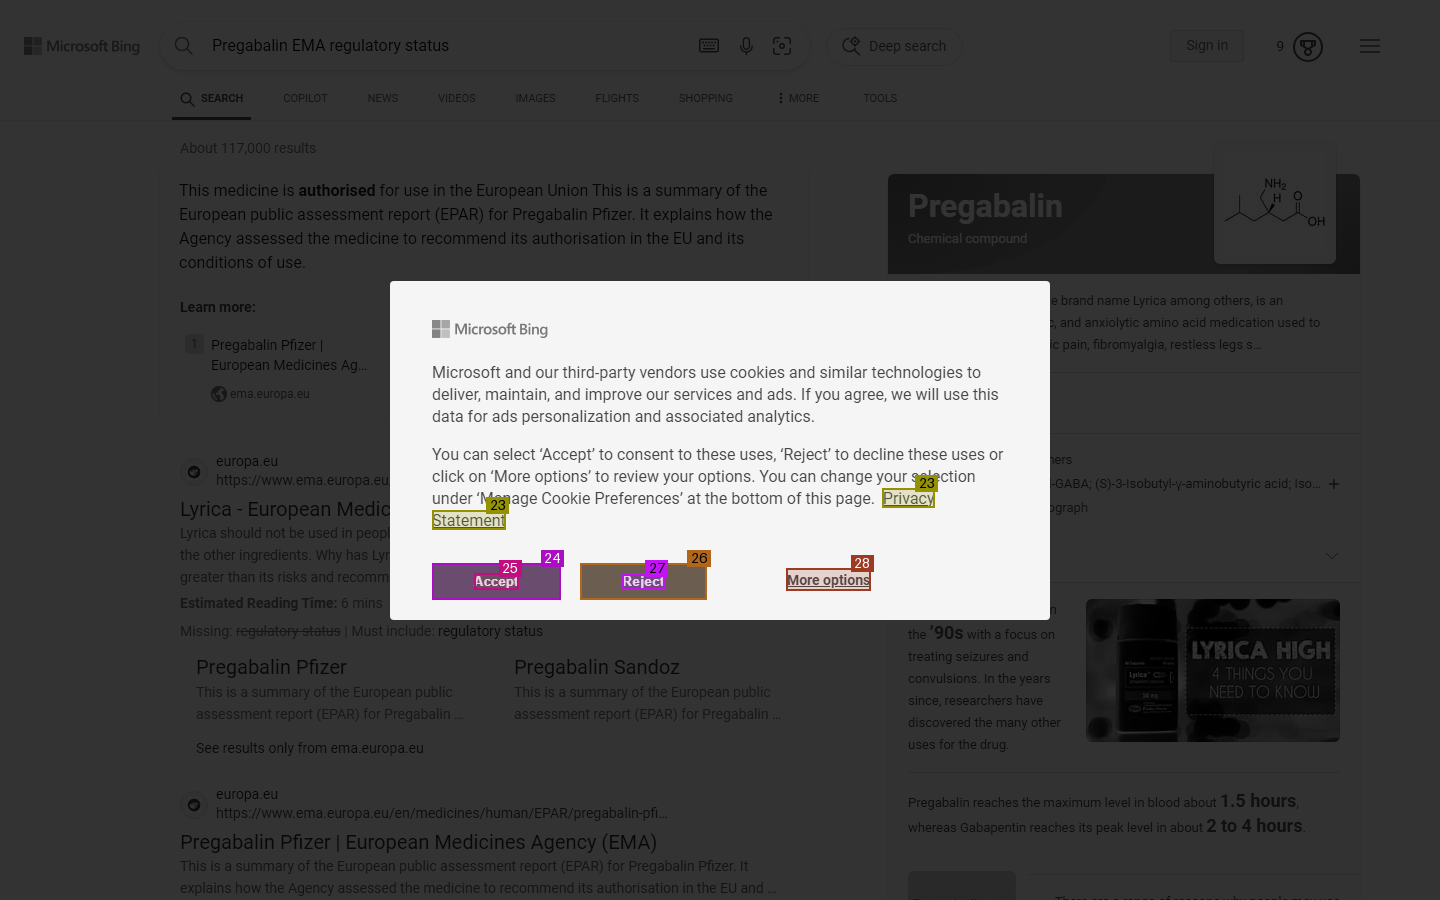 Microsoft Bing
Pregabalin EMA regulatory status
Deep search
Sign in
9
SEARCH
COPILOT
NEWS
VIDEOS
IMAGES
FLIGHTS
SHOPPING
MORE
TOOLS
About 117,000 results
This medicine is authorised for use in the European Union This is a summary of the
European public assessment report (EPAR) for Pregabalin Pfizer. It explains how the
Agency assessed the medicine to recommend its authorisation in the EU and its
conditions of use.
Learn more:
1
Pregabalin Pfizer |
European Medicines Ag...
ema.europa.eu
europa.eu
https://www.ema.europa.eu
Lyrica - European Medic
Lyrica should not be used in peopl
the other ingredients. Why has Lyr
greater than its risks and recomm
Estimated Reading Time: 6 mins
Missing: regulatory status | Must include: regulatory status
Pregabalin Pfizer
This is a summary of the European public
assessment report (EPAR) for Pregabalin ...
Pregabalin Sandoz
This is a summary of the European public
assessment report (EPAR) for Pregabalin ...
See results only from ema.europa.eu
europa.eu
https://www.ema.europa.eu/en/medicines/human/EPAR/pregabalin-pfi...
Pregabalin Pfizer | European Medicines Agency (EMA)
This is a summary of the European public assessment report (EPAR) for Pregabalin Pfizer. It
explains how the Agency assessed the medicine to recommend its authorisation in the EU and ...
Microsoft Bing
Microsoft and our third-party vendors use cookies and similar technologies to
deliver, maintain, and improve our services and ads. If you agree, we will use this
data for ads personalization and associated analytics.
You can select ‘Accept’ to consent to these uses, ‘Reject’ to decline these uses or
click on ‘More options’ to review your options. You can change your selection
under ‘Manage Cookie Preferences’ at the bottom of this page. Privacy
Statement
23
23
24
25
Accept
26
27
Reject
28
More options
Pregabalin
Chemical compound
NH2
H
O
OH
e brand name Lyrica among others, is an
c, and anxiolytic amino acid medication used to
ic pain, fibromyalgia, restless legs s...
hers
-GABA; (S)-3-Isobutyl-γ-aminobutyric acid; Iso...
ograph
n
the '90s with a focus on
treating seizures and
convulsions. In the years
since, researchers have
discovered the many other
uses for the drug.
Lyrica
LYRICA HIGH
4 THINGS YOU
NEED TO KNOW
Pregabalin reaches the maximum level in blood about 1.5 hours,
whereas Gabapentin reaches its peak level in about 2 to 4 hours.